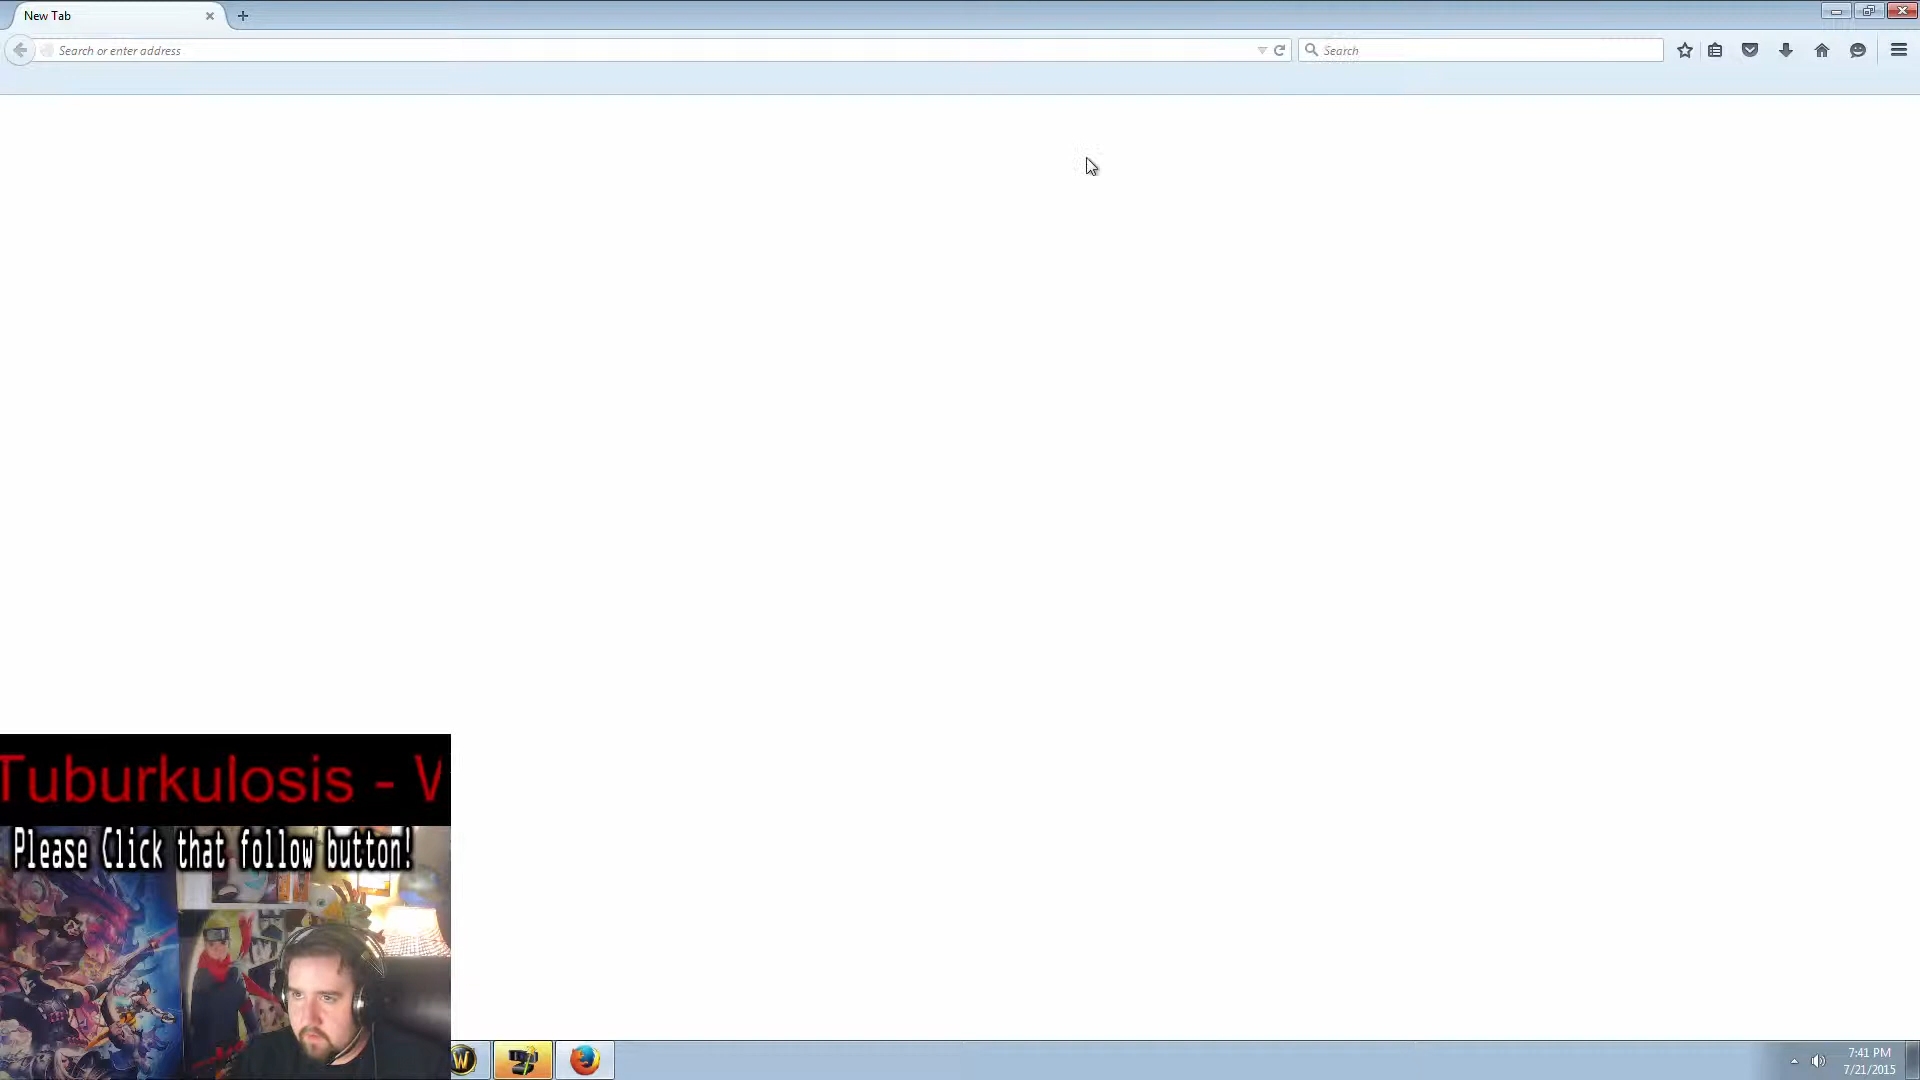 New Tab
Search or enter address
Search
Tuburkulosis -
Please Click that follow button!
W
7:41 PM
7/21/2015